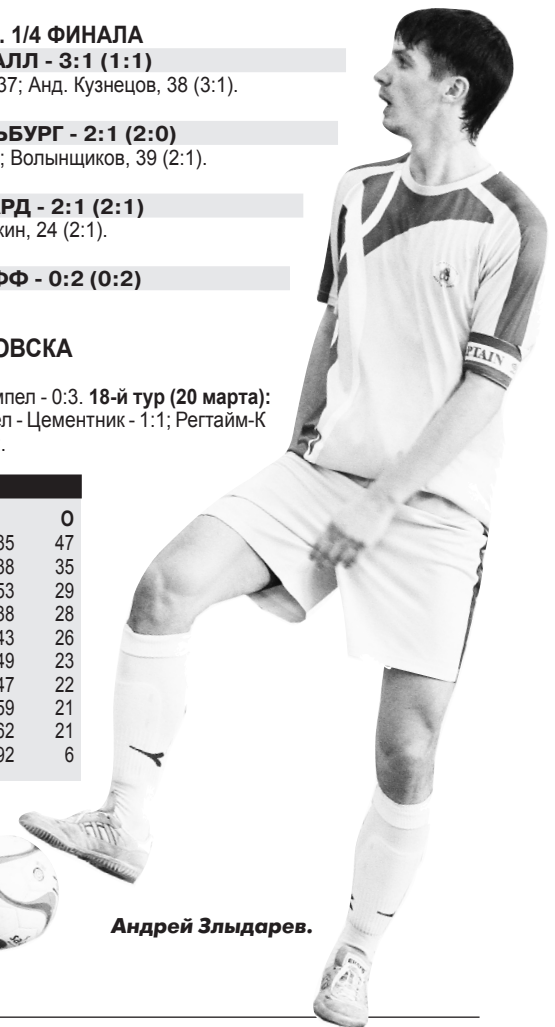 . 1/4 ФИНАЛА
АЛЛ - 3:1 (1:1)
37; Анд. Кузнецов, 38 (3:1).
ЬБУРГ - 2:1 (2:0)
; Волынщиков, 39 (2:1).
РД - 2:1 (2:1)
кин, 24 (2:1).
ФФ - 0:2 (0:2)
ОВСКА
мпел - 0:3. 18-й тур (20 марта):
ел - Цементник - 1:1; Регтайм-К
.
О
35 47
38 35
53 29
38 28
43 26
49 23
47 22
59 21
62 21
92 6
PTAIN
Андрей Злыдарев.